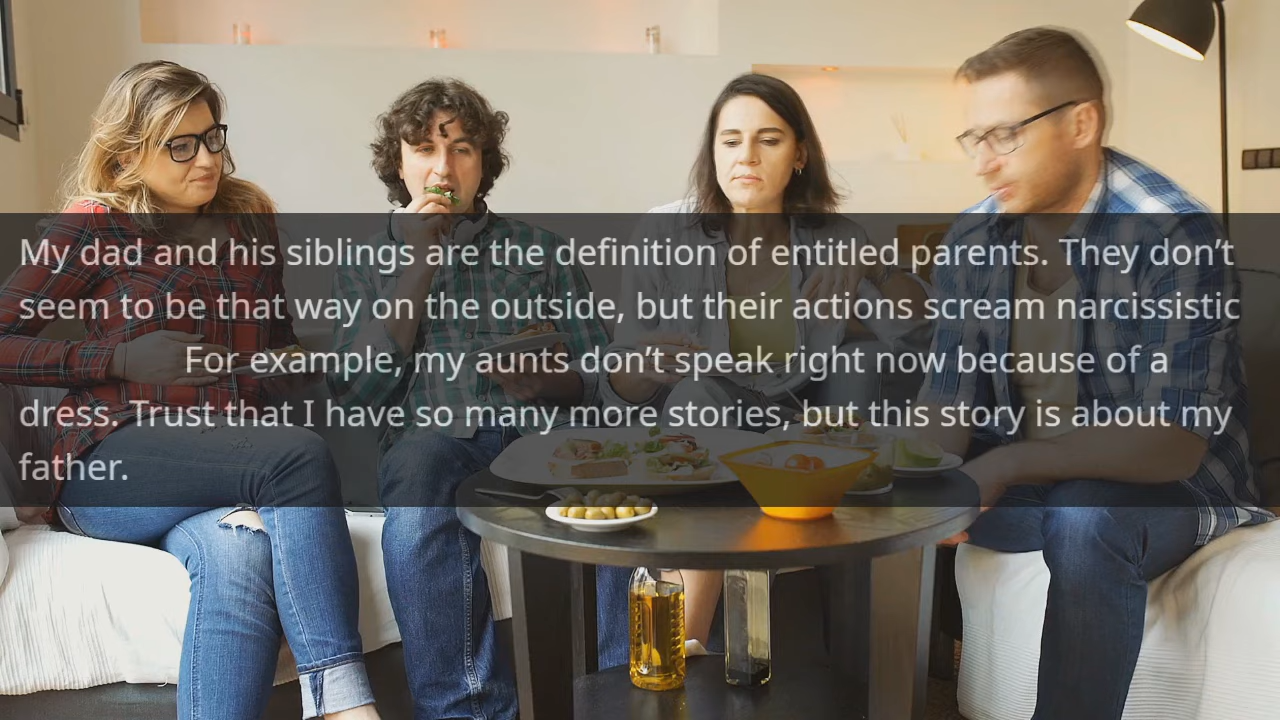 My dad and his siblings are the definition of entitled parents. They don’t
seem to be that way on the outside, but their actions scream narcissistic
For example, my aunts don’t speak right now because of a
dress. Trust that I have so many more stories, but this story is about my
father.